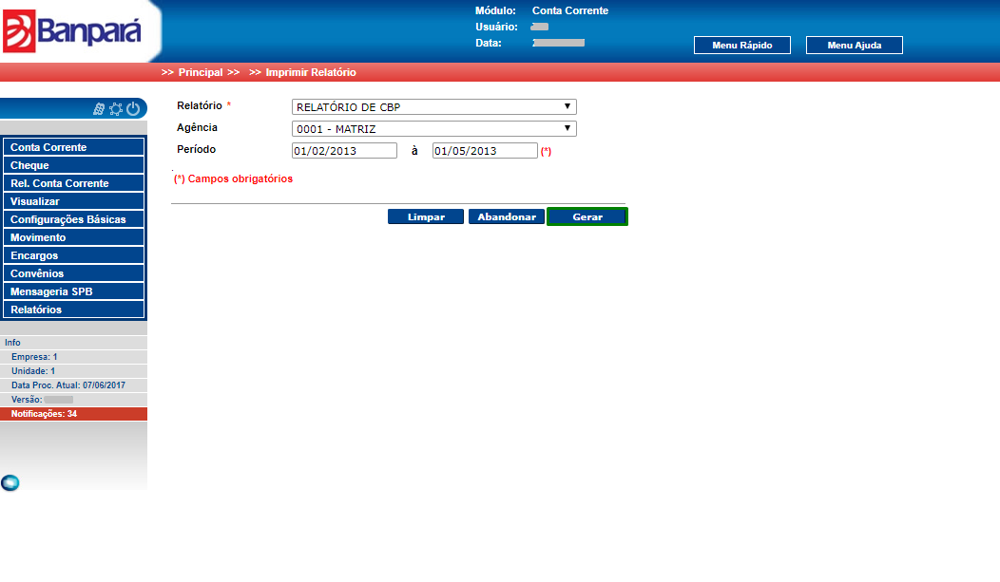 Banpará
Módulo: Conta Corrente
Usuário:
Data:
Menu Rápido
Menu Ajuda
>> Principal >> >> Imprimir Relatório
Relatório * RELATÓRIO DE CBP
Agência 0001 - MATRIZ
Período 01/02/2013 à 01/05/2013 (*)
(*) Campos obrigatórios
Limpar Abandonar Gerar
Conta Corrente
Cheque
Rel. Conta Corrente
Visualizar
Configurações Básicas
Movimento
Encargos
Convênios
Mensageria SPB
Relatórios
Info
Empresa: 1
Unidade: 1
Data Proc. Atual: 07/06/2017
Versão:
Notificações: 34